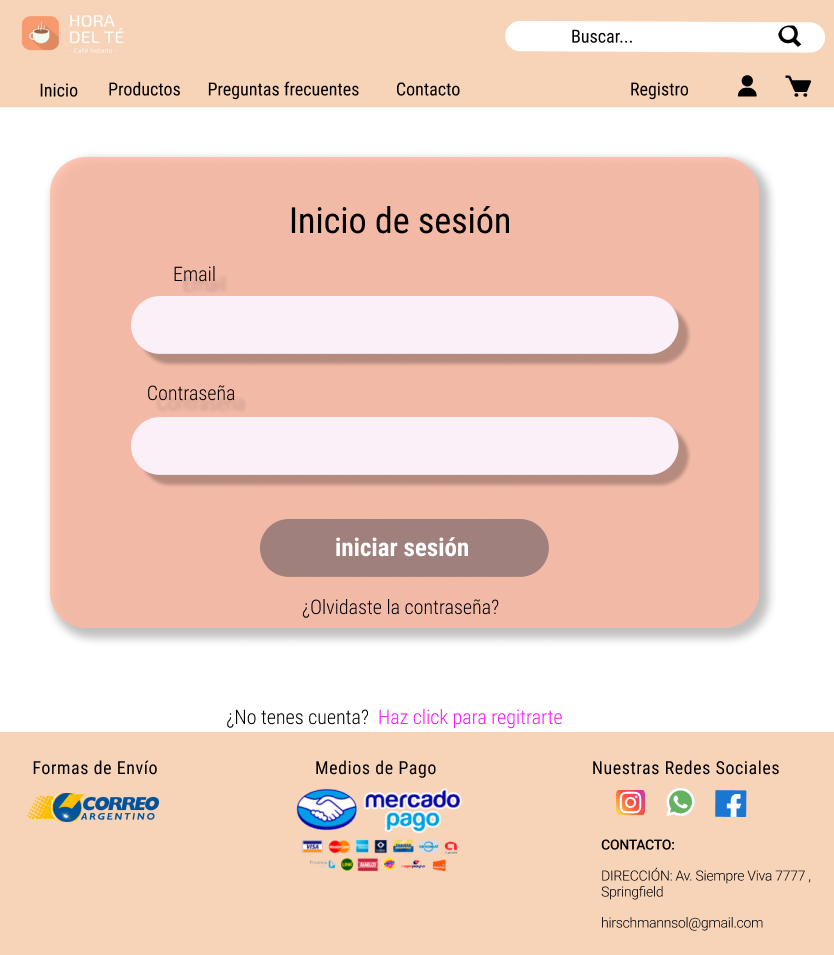 HORA
DEL TÉ
Café helado
Buscar...
Inicio
Productos
Preguntas frecuentes
Contacto
Registro
Inicio de sesión
Email
Contraseña
iniciar sesión
¿Olvidaste la contraseña?
¿No tenes cuenta? Haz click para regitrarte
Formas de Envío
CORREO
ARGENTINO
Medios de Pago
mercado
pago
VISA
Nuestras Redes Sociales
CONTACTO:
DIRECCIÓN: Av. Siempre Viva 7777 ,
Springfield
hirschmannsol@gmail.com